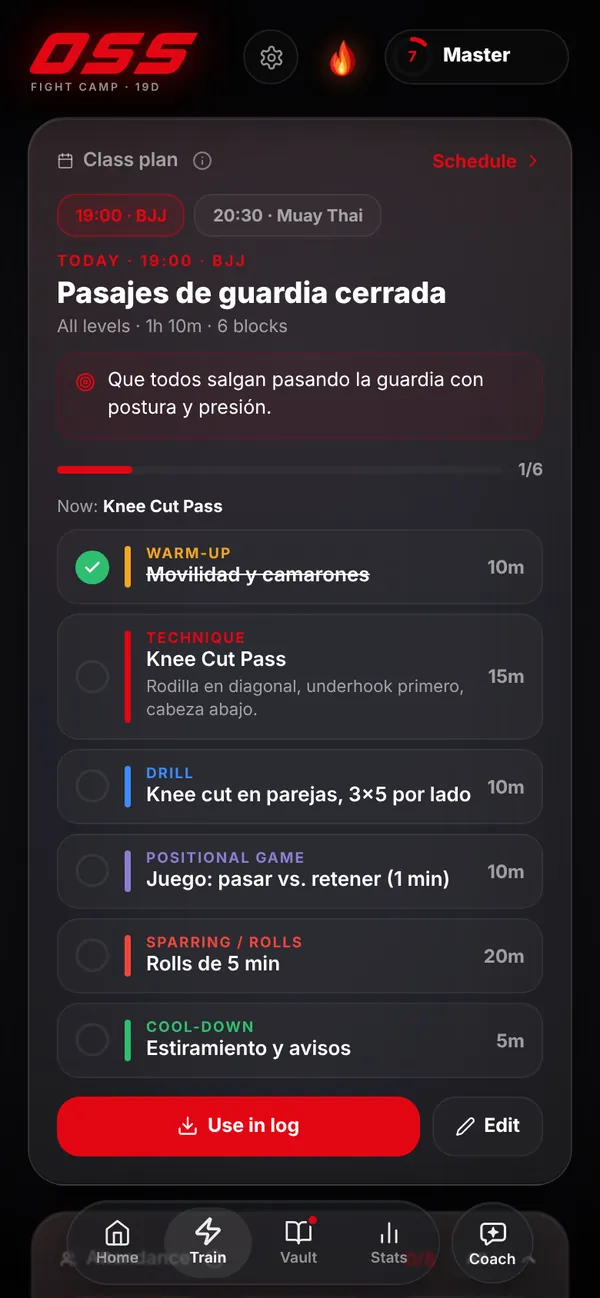 OSS
FIGHT CAMP · 19D
7
Master
Class plan
Schedule
19:00 · BJJ
20:30 · Muay Thai
TODAY · 19:00 · BJJ
Pasajes de guardia cerrada
All levels · 1h 10m · 6 blocks
Que todos salgan pasando la guardia con
postura y presión.
1/6
Now: Knee Cut Pass
WARM-UP
Movilidad y camarones
10m
TECHNIQUE
Knee Cut Pass
Rodilla en diagonal, underhook primero,
cabeza abajo.
15m
DRILL
Knee cut en parejas, 3×5 por lado
10m
POSITIONAL GAME
Juego: pasar vs. retener (1 min)
10m
SPARRING / ROLLS
Rolls de 5 min
20m
COOL-DOWN
Estiramiento y avisos
5m
Use in log
Edit
Home
Train
Vault
Stats
Coach